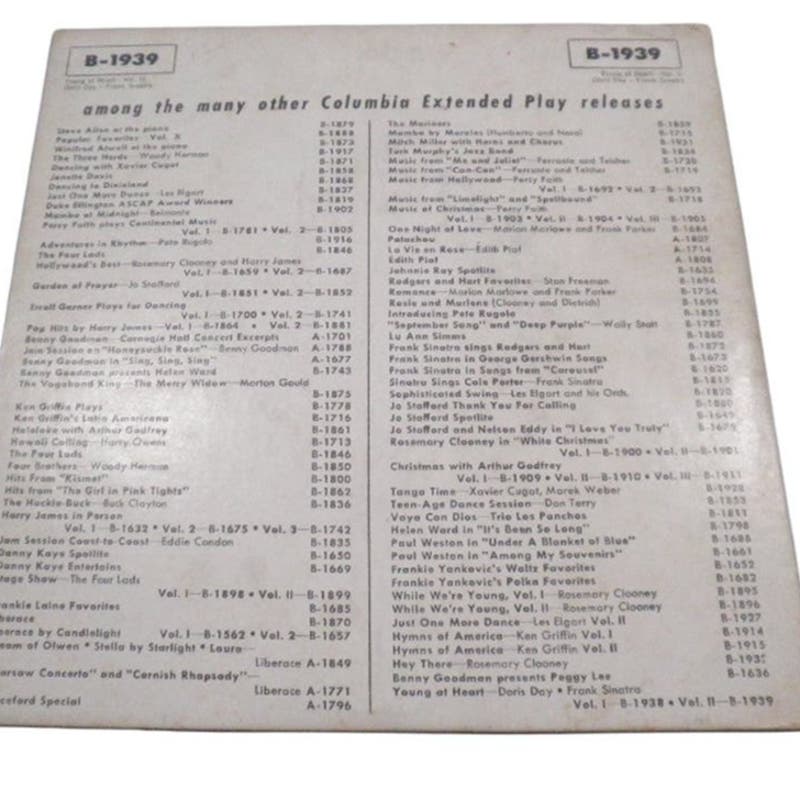 B-1939
B-1939
among the many other Columbia Extended Play releases
Steve Allen at the piano B-1879
Popular Favorites Vol. X B-1888
Winifred Atwell at the piano B-1873
The Three Herds—Woody Herman B-1917
Dancing with Xavier Cugat B-1871
Janette Davis B-1858
Dancing to Dixieland B-1868
Just One More Dance—Les Elgart B-1837
Duke Ellington ASCAP Award Winners B-1819
Mambo at Midnight—Belmonte B-1902
Percy Faith plays Continental Music
Vol. 1—B-1781 • Vol. 2—B-1805
Adventures in Rhythm—Pete Rugolo B-1916
The Four Lads B-1846
Hollywood's Best—Rosemary Clooney and Harry James
Vol. I—B-1659 • Vol. 2—B-1687
Garden of Prayer—Jo Stafford
Vol. I—B-1851 • Vol. 2—B-1852
Erroll Garner Plays for Dancing
Vol. I—B-1700 • Vol. 2—B-1741
Pop Hits by Harry James—Vol. I—B-1864 • Vol. 2—B-1881
Benny Goodman—Carnegie Hall Concert Excerpts A-1701
Jam Session on "Honeysuckle Rose"—Benny Goodman A-1788
Benny Goodman in "Sing, Sing, Sing" A-1677
Benny Goodman presents Helen Ward B-1743
The Vagabond King—The Merry Widow—Morton Gould
B-1875
Ken Griffin Plays B-1778
Ken Griffin's Latin Americana B-1716
Halaloke with Arthur Godfrey B-1861
Hawaii Calling—Harry Owens B-1713
The Four Lads B-1846
Four Brothers—Woody Herman B-1850
Hits From "Kismet" B-1800
Hits from "The Girl in Pink Tights" B-1862
The Huckle-Buck—Buck Clayton B-1836
Harry James in Person
Vol. I—B-1632 • Vol. 2—B-1675 • Vol. 3—B-1742
Jam Session Coast-to-Coast—Eddie Condon B-1835
Danny Kaye Spotlite B-1650
Danny Kaye Entertains B-1669
tage Show—The Four Lads
Vol. I—B-1898 • Vol. II—B-1899
rankie Laine Favorites B-1685
berace B-1870
berace by Candlelight Vol. I—B-1562 • Vol. 2—B-1657
eam of Olwen • Stella by Starlight • Laura—
Liberace A-1849
arsaw Concerto" and "Cornish Rhapsody"—
Liberace A-1771
nceford Special A-1796
The Mariners
Mambo by Morales (Humberto and Noro) B-1715
Mitch Miller with Horns and Chorus
Turk Murphy's Jazz Band
Music from "Me and Juliet"—Ferrante and Teicher
Music from "Can-Can"—Ferrante and Teicher B-1719
Music from Hollywood—Percy Faith
Vol. I—B-1692 • Vol. 2—B-1693
Music from "Limelight" and "Spellbound" B-1718
Music of Christmas—Percy Faith
Vol. I—B-1903 • Vol. II—B-1904 • Vol. III—B-1905
One Night of Love—Marion Marlowe and Frank Parker B-1684
Patachou A-1807
La Vie en Rose—Edith Piaf A-1714
Edith Piaf A-1808
Johnnie Ray Spotlite B-1655
Rodgers and Hart Favorites—Stan Freeman B-1694
Romance—Marion Marlowe and Frank Parker B-1754
Rosie and Marlene (Clooney and Dietrich) B-1699
Introducing Pete Rugolo B-1825
"September Song" and "Deep Purple"—Wally Stott B-1787
Lu Ann Simms B-1860
Frank Sinatra sings Rodgers and Hart B-1872
Frank Sinatra in George Gershwin Songs B-1673
Frank Sinatra in Songs from "Carousel" B-1620
Sinatra Sings Cole Porter—Frank Sinatra
Sophisticated Swing—Les Elgart and his Orch.
Jo Stafford Thank You For Calling
Jo Stafford Spotlite
Jo Stafford and Nelson Eddy in "I Love You Truly"
Rosemary Clooney in "White Christmas"
Vol. I—B-1900 • Vol. II—B-1901
Christmas with Arthur Godfrey
Vol. I—B-1909 • Vol. II—B-1910 • Vol. III—B-1911
Tango Time—Xavier Cugat, Marek Weber B-1928
Teen-Age Dance Session—Dan Terry B-1853
Vaya Con Dios—Trio Los Panchos B-1811
Helen Ward in "It's Been So Long" B-1798
Paul Weston in "Under A Blanket of Blue" B-1688
Paul Weston in "Among My Souvenirs" B-1661
Frankie Yankovic's Waltz Favorites B-1652
Frankie Yankovic's Polka Favorites B-1682
While We're Young, Vol. I—Rosemary Clooney B-1895
While We're Young, Vol. II—Rosemary Clooney B-1896
Just One More Dance—Les Elgart Vol. II B-1927
Hymns of America—Ken Griffin Vol. I B-1914
Hymns of America—Ken Griffin Vol. II B-1915
Hey There—Rosemary Clooney
Benny Goodman presents Peggy Lee B-1636
Young at Heart—Doris Day • Frank Sinatra
Vol. I—B-1938 • Vol. II—B-1939